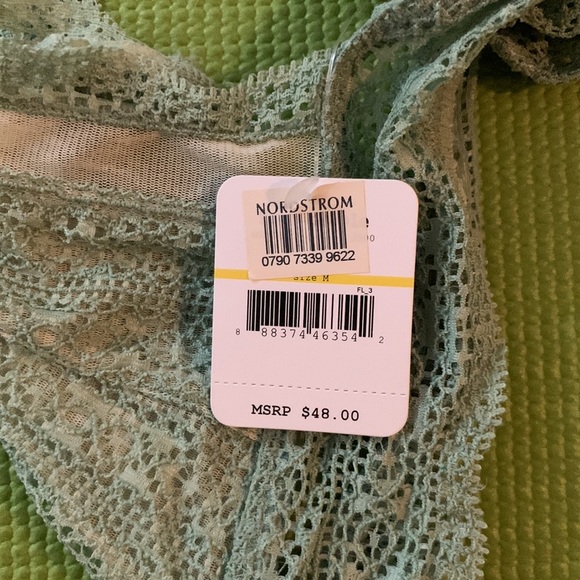 NORDSTROM
0790 7339 9622
Size M
FL_3
8 88374 46354 2
MSRP $48.00